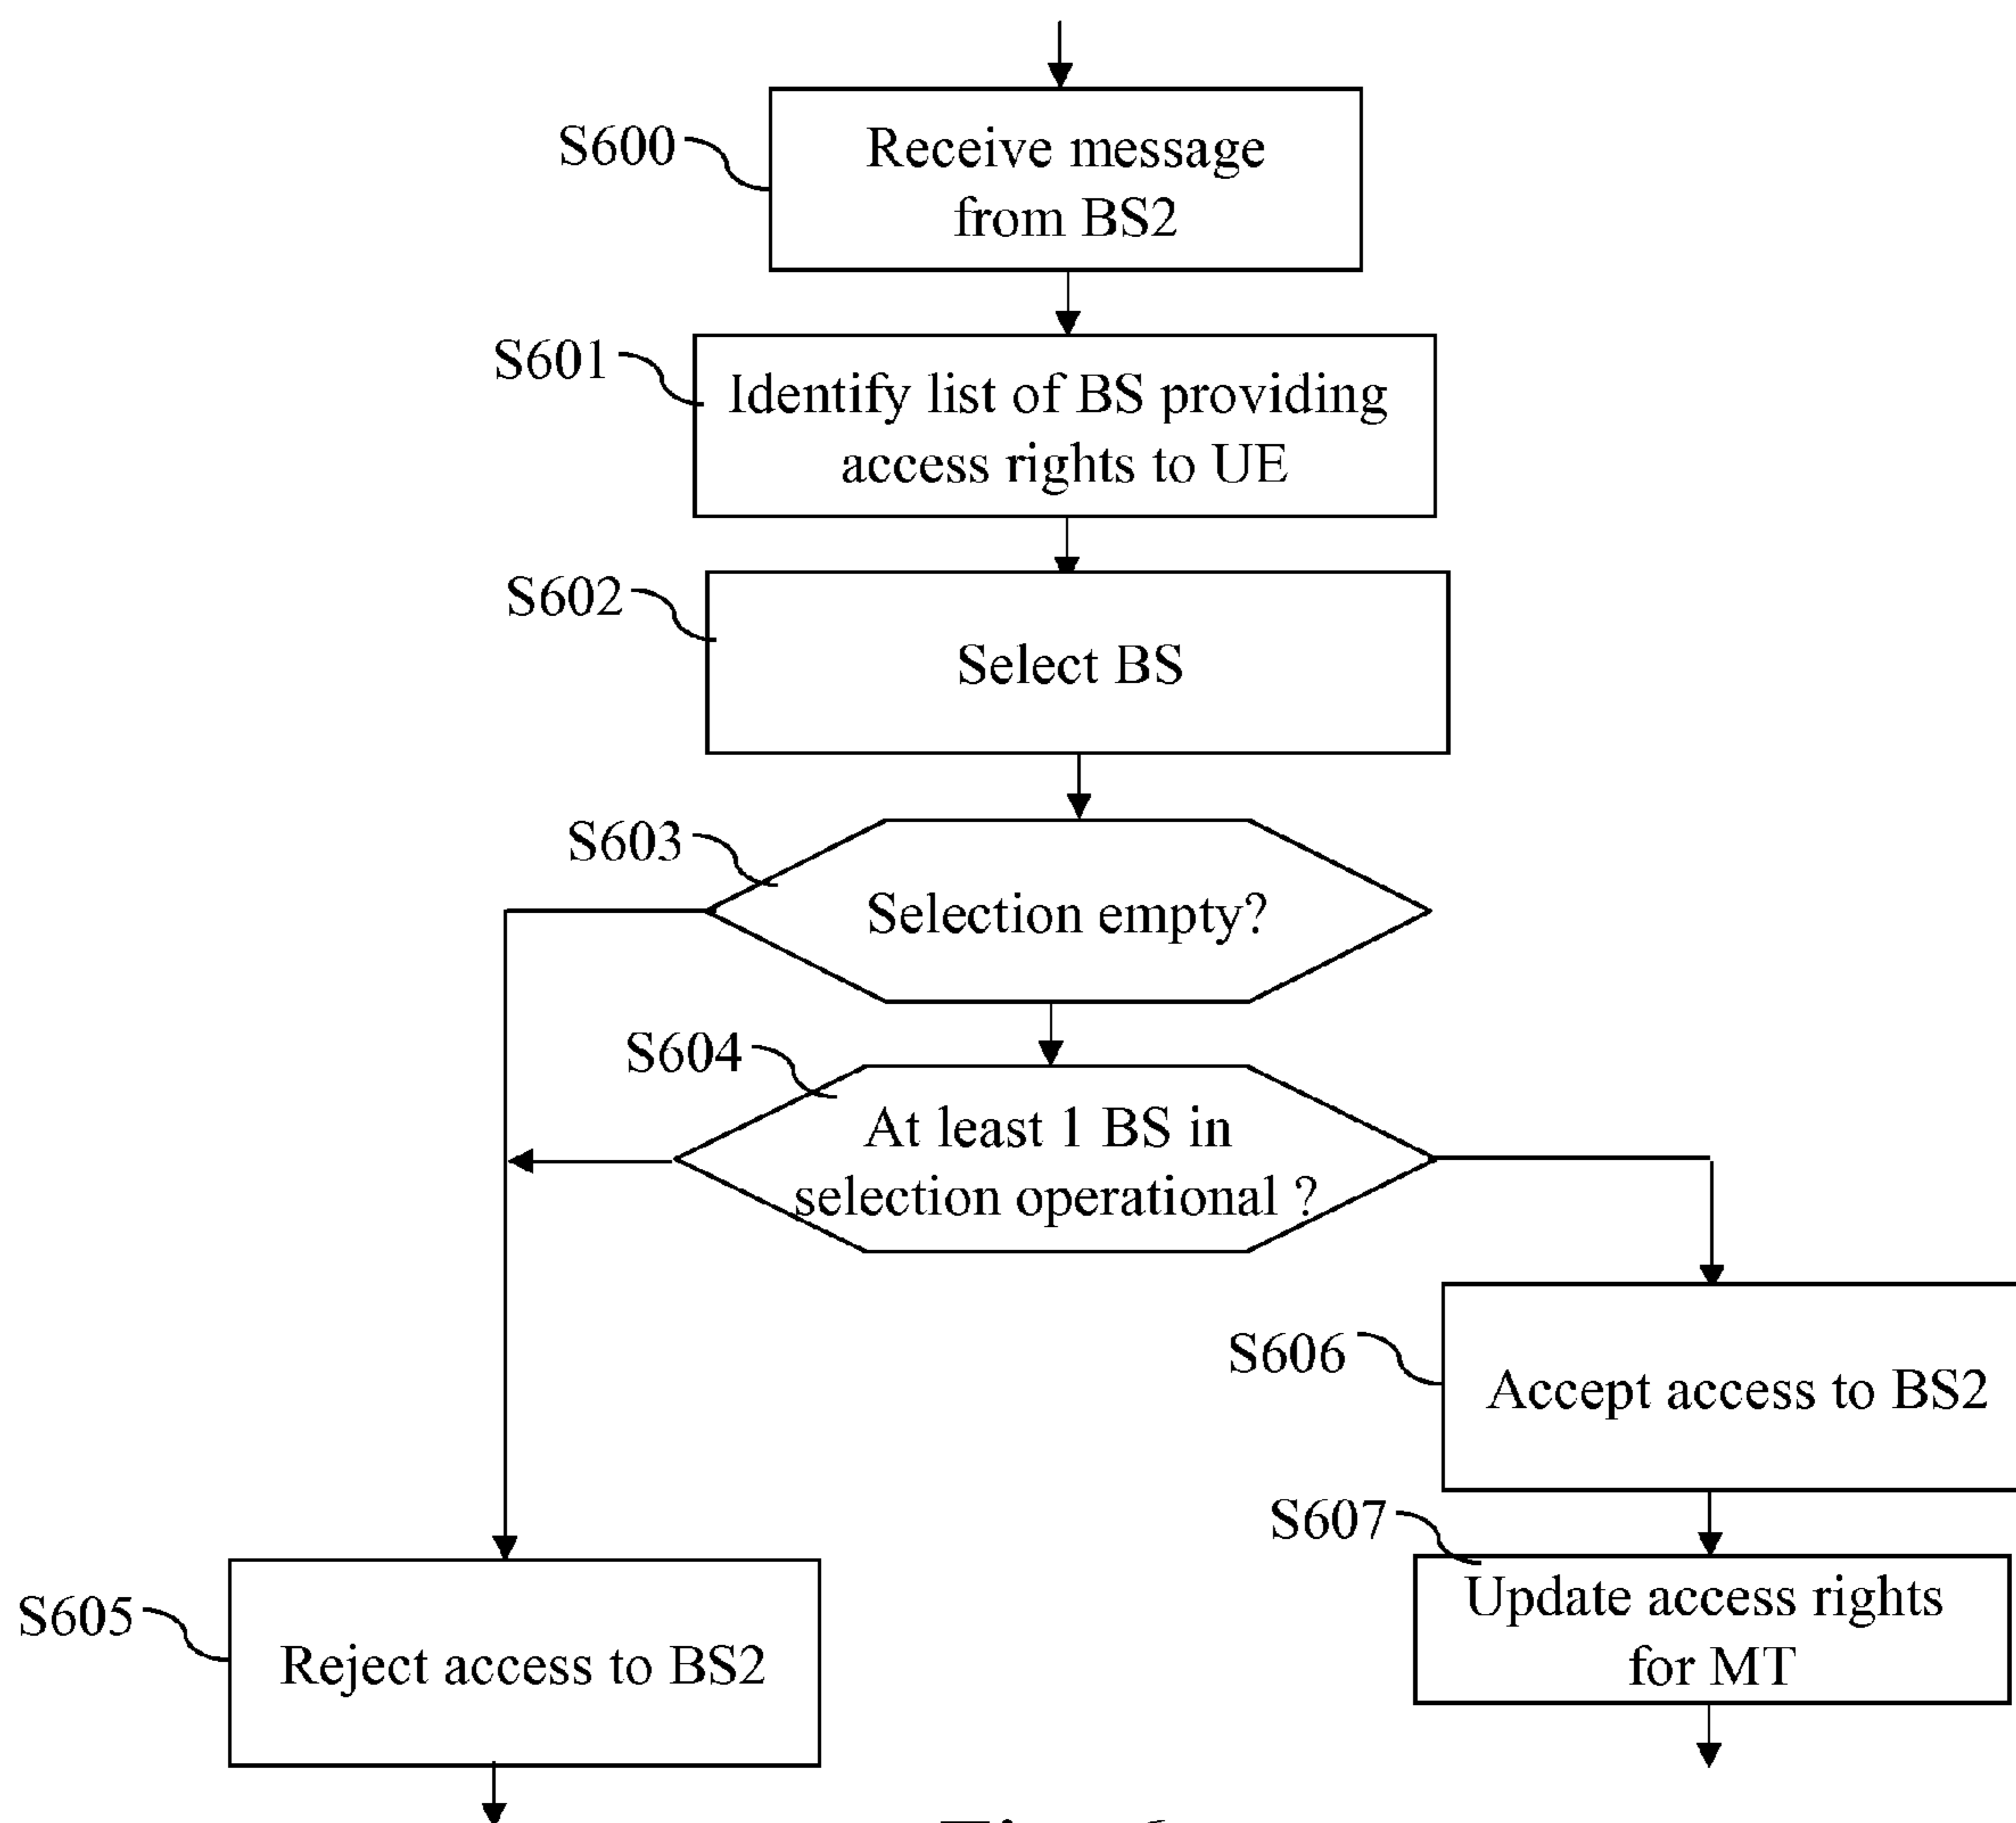 S600
Receive message
from BS2
S601
Identify list of BS providing
access rights to UE
S602
Select BS
S603
Selection empty?
S604
At least 1 BS in
selection operational ?
S606
Accept access to BS2
S607
Update access rights
for MT
S605
Reject access to BS2